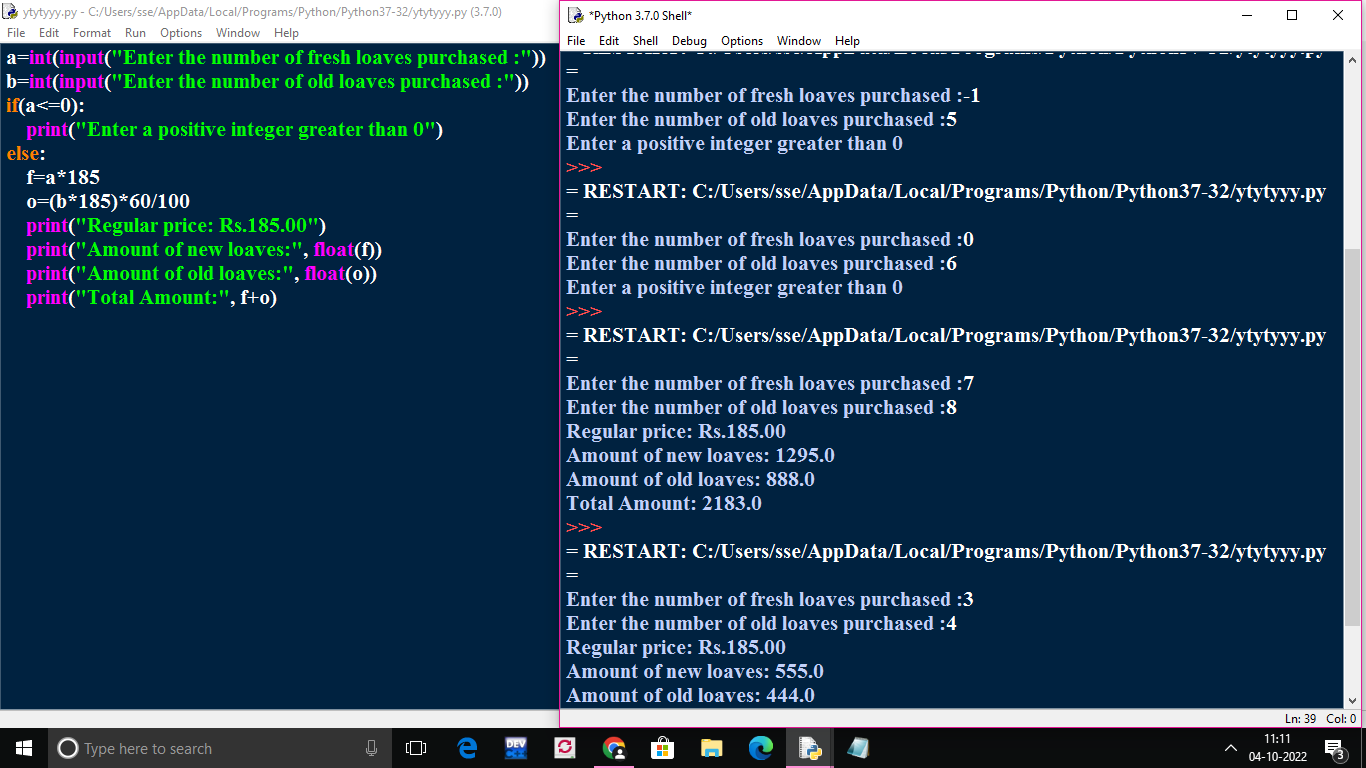 ytytyyy.py - C:/Users/sse/AppData/Local/Programs/Python/Python37-32/ytytyyy.py (3.7.0)
File Edit Format Run Options Window Help
a=int(input("Enter the number of fresh loaves purchased :"))
b=int(input("Enter the number of old loaves purchased :"))
if(a<=0):
    print("Enter a positive integer greater than 0")
else:
    f=a*185
    o=(b*185)*60/100
    print("Regular price: Rs.185.00")
    print("Amount of new loaves:", float(f))
    print("Amount of old loaves:", float(o))
    print("Total Amount:", f+o)
*Python 3.7.0 Shell*
File Edit Shell Debug Options Window Help
=
Enter the number of fresh loaves purchased :-1
Enter the number of old loaves purchased :5
Enter a positive integer greater than 0
>>>
= RESTART: C:/Users/sse/AppData/Local/Programs/Python/Python37-32/ytytyyy.py
=
Enter the number of fresh loaves purchased :0
Enter the number of old loaves purchased :6
Enter a positive integer greater than 0
>>>
= RESTART: C:/Users/sse/AppData/Local/Programs/Python/Python37-32/ytytyyy.py
=
Enter the number of fresh loaves purchased :7
Enter the number of old loaves purchased :8
Regular price: Rs.185.00
Amount of new loaves: 1295.0
Amount of old loaves: 888.0
Total Amount: 2183.0
>>>
= RESTART: C:/Users/sse/AppData/Local/Programs/Python/Python37-32/ytytyyy.py
=
Enter the number of fresh loaves purchased :3
Enter the number of old loaves purchased :4
Regular price: Rs.185.00
Amount of new loaves: 555.0
Amount of old loaves: 444.0
Ln: 39 Col: 0
Type here to search
DEV
11:11
04-10-2022
3